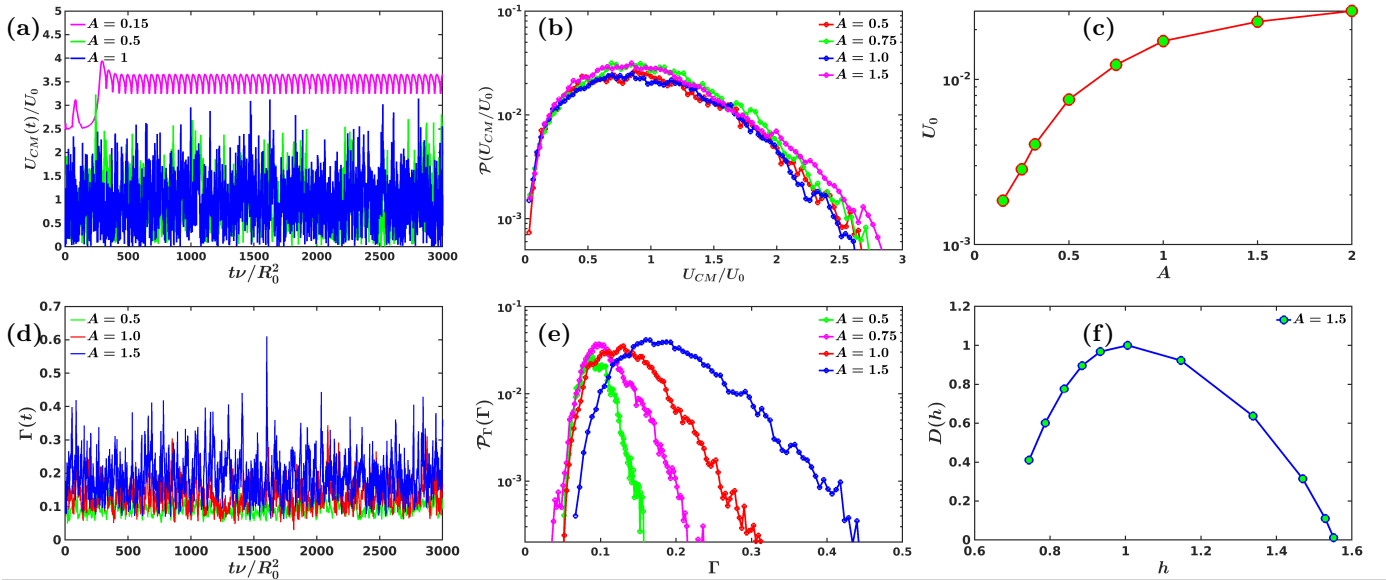 (a)
A = 0.15
A = 0.5
A = 1
U_CM(t)/U_0
5
4.5
4
3.5
3
2.5
2
1.5
1
0.5
0
0 500 1000 1500 2000 2500 3000
tν/R_0^2
(b)
A = 0.5
A = 0.75
A = 1.0
A = 1.5
P(U_CM/U_0)
10^-1
10^-2
10^-3
0 0.5 1 1.5 2 2.5 3
U_CM/U_0
(c)
U_0
10^-2
10^-3
0 0.5 1 1.5 2
A
(d)
A = 0.5
A = 1.0
A = 1.5
Γ(t)
0.7
0.6
0.5
0.4
0.3
0.2
0.1
0
0 500 1000 1500 2000 2500 3000
tν/R_0^2
(e)
A = 0.5
A = 0.75
A = 1.0
A = 1.5
P_Γ(Γ)
10^-1
10^-2
10^-3
0 0.1 0.2 0.3 0.4 0.5
Γ
(f)
A = 1.5
D(h)
1.2
1
0.8
0.6
0.4
0.2
0
0.6 0.8 1 1.2 1.4 1.6
h